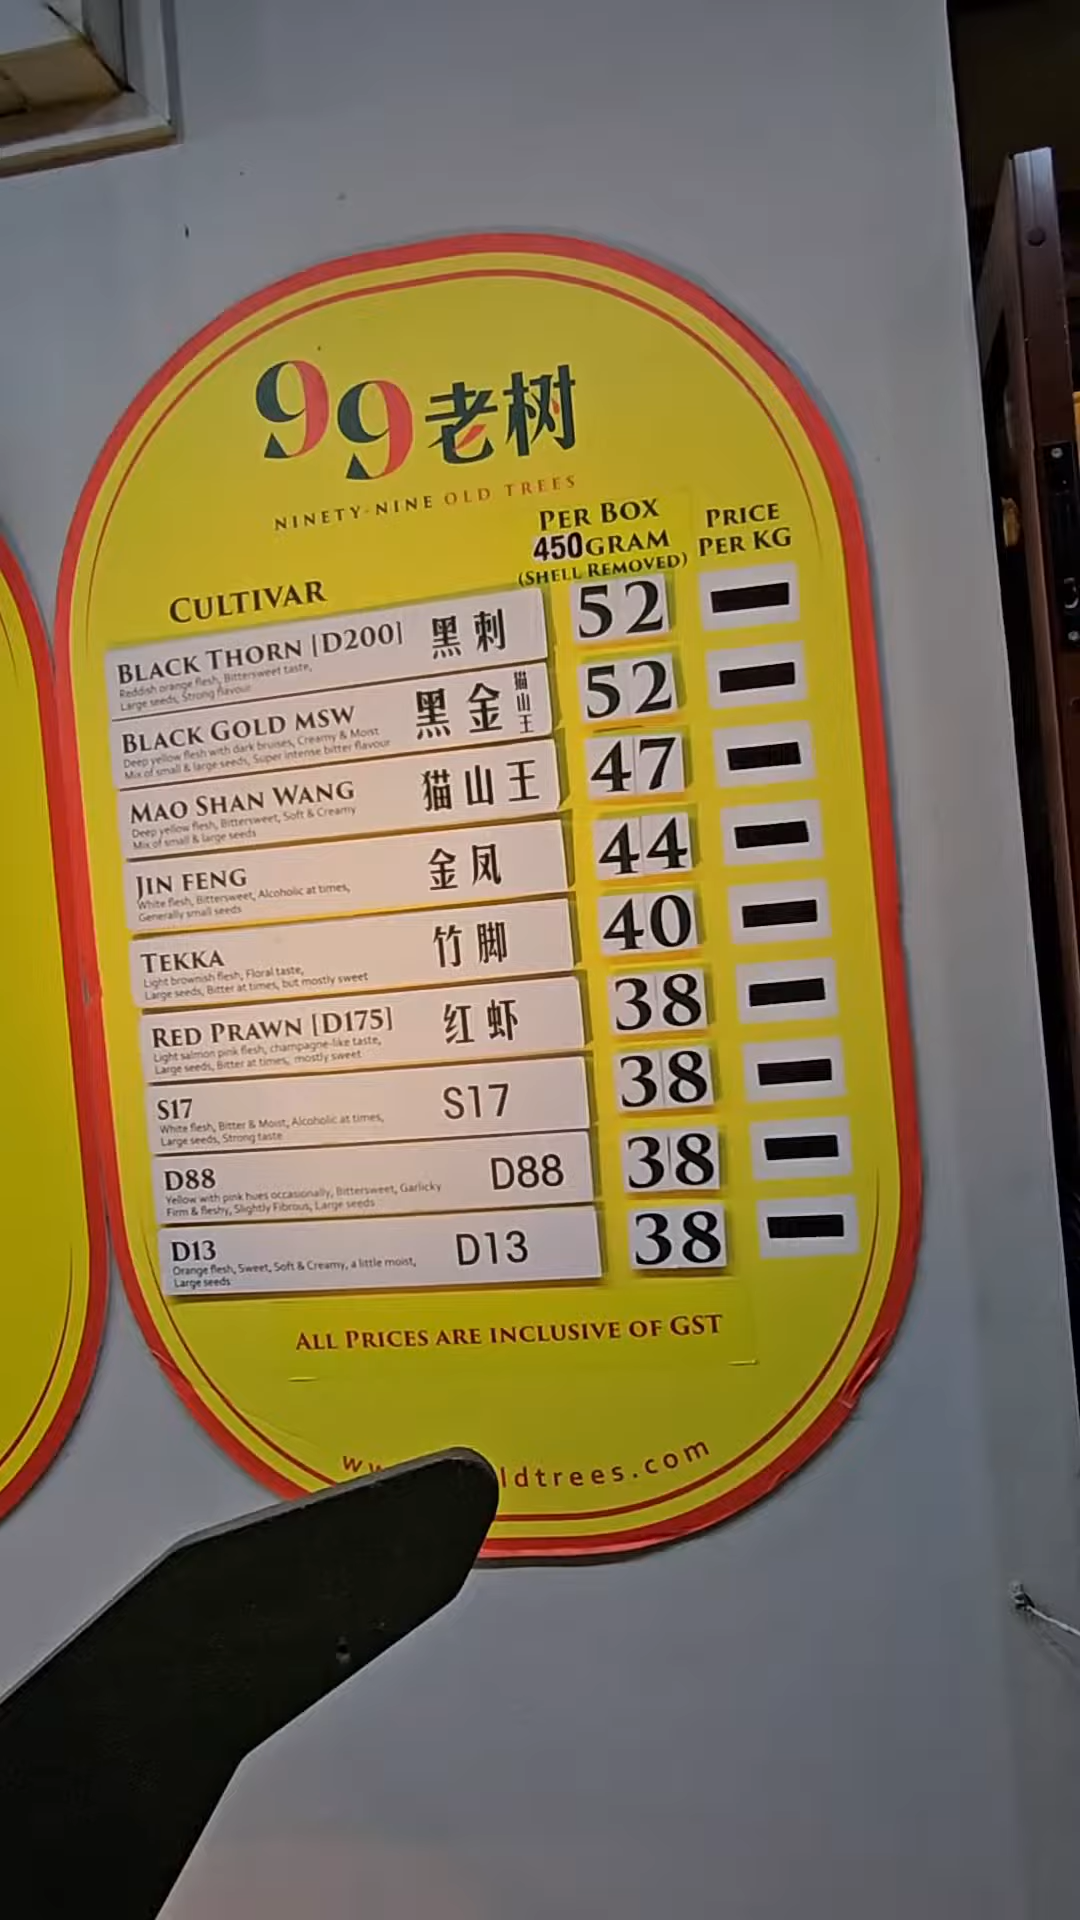 99老树
NINETY-NINE OLD TREES
CULTIVAR
PER BOX
450GRAM
(SHELL REMOVED)
PRICE
PER KG
BLACK THORN [D200] 黑刺 52 —
Reddish orange flesh, Bittersweet taste,
Large seeds, Strong flavour
BLACK GOLD MSW 黑金猫山王 52 —
Deep yellow flesh with dark bruises, Creamy & Moist
Mix of small & large seeds, Super intense bitter flavour
MAO SHAN WANG 猫山王 47 —
Deep yellow flesh, Bittersweet, Soft & Creamy
Mix of small & large seeds
JIN FENG 金凤 44 —
White flesh, Bittersweet, Alcoholic at times,
Generally small seeds
TEKKA 竹脚 40 —
Light brownish flesh, Floral taste,
Large seeds, Bitter at times, but mostly sweet
RED PRAWN [D175] 红虾 38 —
Light salmon pink flesh, champagne-like taste,
Large seeds, Bitter at times, mostly sweet
S17 S17 38 —
White flesh, Bitter & Moist, Alcoholic at times,
Large seeds, Strong taste
D88 D88 38 —
Yellow with pink hues occasionally, Bittersweet, Garlicky
Firm & fleshy, Slightly Fibrous, Large seeds
D13 D13 38 —
Orange flesh, Sweet, Soft & Creamy, a little moist,
Large seeds
ALL PRICES ARE INCLUSIVE OF GST
ldtrees.com